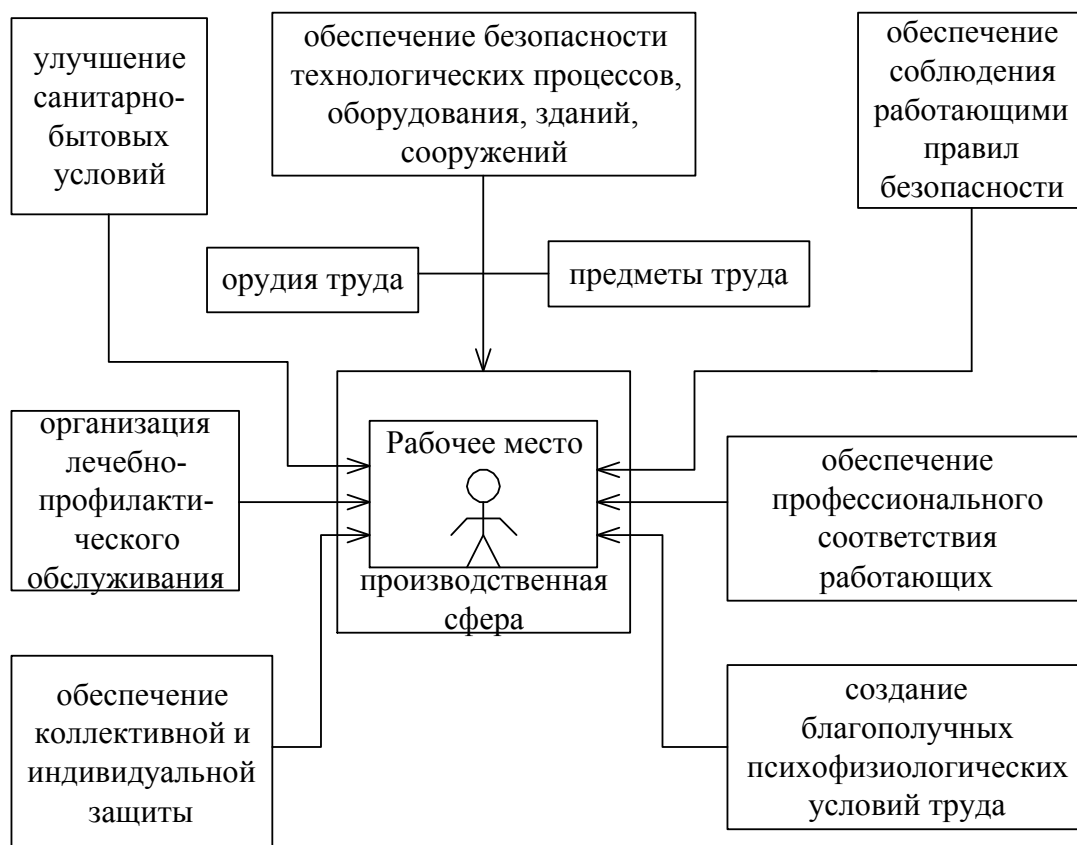 улучшение
санитарно-
бытовых
условий
обеспечение безопасности
технологических процессов,
оборудования, зданий,
сооружений
обеспечение
соблюдения
работающими
правил
безопасности
орудия труда
предметы труда
организация
лечебно-
профилакти-
ческого
обслуживания
Рабочее место
производственная
сфера
обеспечение
профессионального
соответствия
работающих
обеспечение
коллективной и
индивидуальной
защиты
создание
благополучных
психофизиологических
условий труда